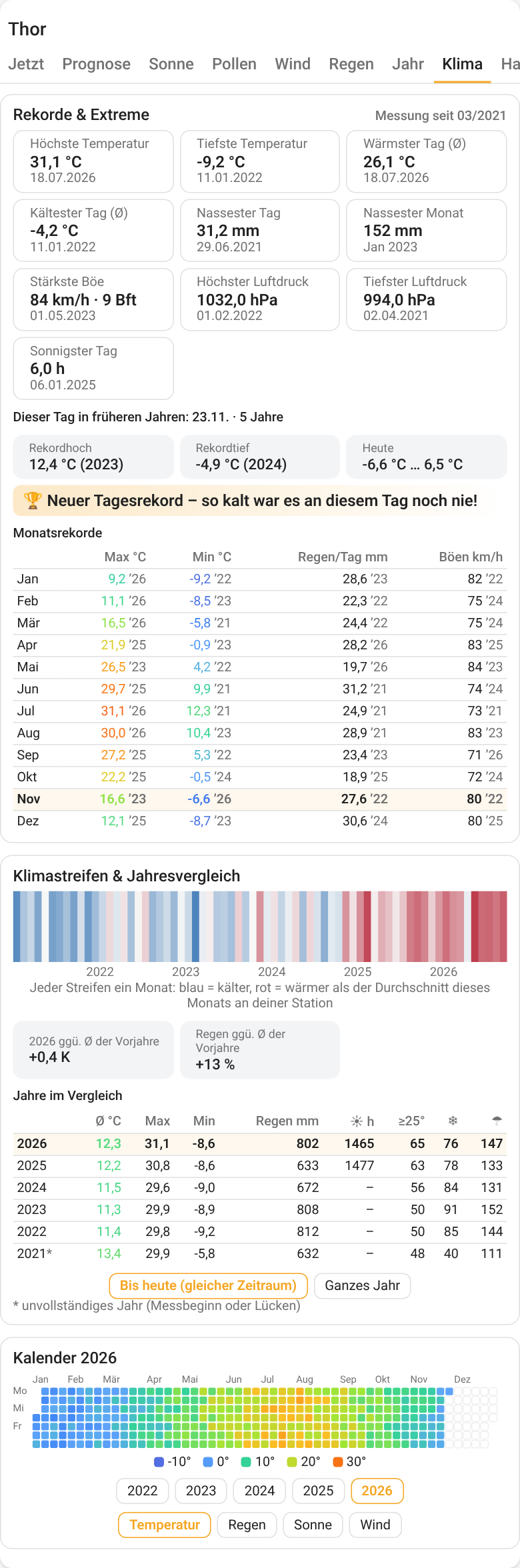 Thor
Jetzt Prognose Sonne Pollen Wind Regen Jahr Klima Ha
Rekorde & Extreme Messung seit 03/2021
Höchste Temperatur Tiefste Temperatur Wärmster Tag (Ø)
31,1 °C -9,2 °C 26,1 °C
18.07.2026 11.01.2022 18.07.2026
Kältester Tag (Ø) Nassester Tag Nassester Monat
-4,2 °C 31,2 mm 152 mm
11.01.2022 29.06.2021 Jan 2023
Stärkste Böe Höchster Luftdruck Tiefster Luftdruck
84 km/h · 9 Bft 1032,0 hPa 994,0 hPa
01.05.2023 01.02.2022 02.04.2021
Sonnigster Tag
6,0 h
06.01.2025
Dieser Tag in früheren Jahren: 23.11. · 5 Jahre
Rekordhoch Rekordtief Heute
12,4 °C (2023) -4,9 °C (2024) -6,6 °C … 6,5 °C
🏆 Neuer Tagesrekord – so kalt war es an diesem Tag noch nie!
Monatsrekorde
Max °C Min °C Regen/Tag mm Böen km/h
Jan 9,2 '26 -9,2 '22 28,6 '23 82 '22
Feb 11,1 '26 -8,5 '23 22,3 '22 75 '24
Mär 16,5 '26 -5,8 '21 24,4 '22 75 '24
Apr 21,9 '25 -0,9 '23 28,2 '26 83 '25
Mai 26,5 '23 4,2 '22 19,7 '26 84 '23
Jun 29,7 '25 9,9 '21 31,2 '21 74 '24
Jul 31,1 '26 12,3 '21 24,9 '21 73 '21
Aug 30,0 '26 10,4 '23 28,9 '21 83 '23
Sep 27,2 '25 5,3 '22 23,4 '23 71 '26
Okt 22,2 '25 -0,5 '24 18,9 '25 72 '24
Nov 16,6 '23 -6,6 '26 27,6 '22 80 '22
Dez 12,1 '25 -8,7 '23 30,6 '24 80 '25
Klimastreifen & Jahresvergleich
2022 2023 2024 2025 2026
Jeder Streifen ein Monat: blau = kälter, rot = wärmer als der Durchschnitt dieses
Monats an deiner Station
2026 ggü. Ø der Vorjahre
+0,4 K
Regen ggü. Ø der
Vorjahre
+13 %
Jahre im Vergleich
Ø °C Max Min Regen mm ☀ h ≥25° ❄ ☂
2026 12,3 31,1 -8,6 802 1465 65 76 147
2025 12,2 30,8 -8,6 633 1477 63 78 133
2024 11,5 29,6 -9,0 672 – 56 84 131
2023 11,3 29,9 -8,9 808 – 50 91 152
2022 11,4 29,8 -9,2 812 – 50 85 144
2021* 13,4 29,9 -5,8 632 – 48 40 111
Bis heute (gleicher Zeitraum) Ganzes Jahr
* unvollständiges Jahr (Messbeginn oder Lücken)
Kalender 2026
Jan Feb Mär Apr Mai Jun Jul Aug Sep Okt Nov Dez
Mo
Mi
Fr
-10° 0° 10° 20° 30°
2022 2023 2024 2025 2026
Temperatur Regen Sonne Wind